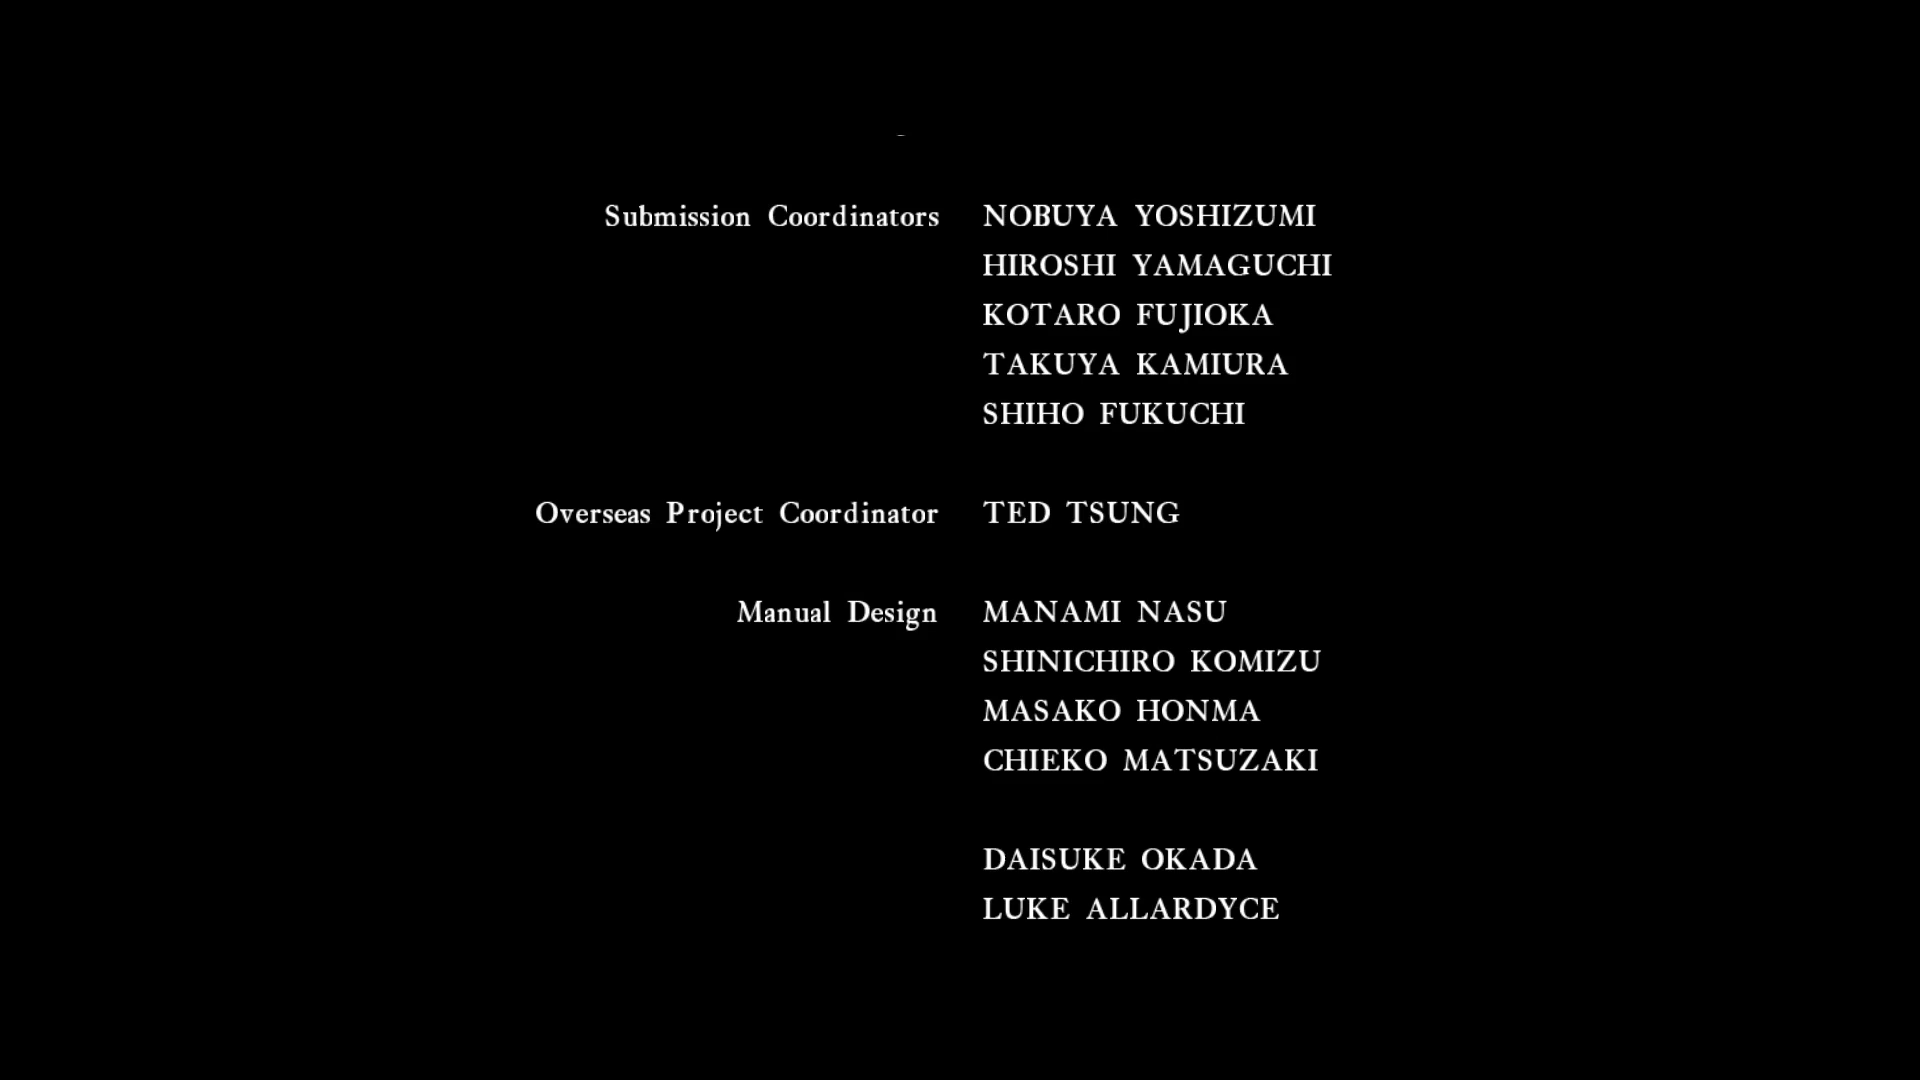 Submission Coordinators NOBUYA YOSHIZUMI
HIROSHI YAMAGUCHI
KOTARO FUJIOKA
TAKUYA KAMIURA
SHIHO FUKUCHI
Overseas Project Coordinator TED TSUNG
Manual Design MANAMI NASU
SHINICHIRO KOMIZU
MASAKO HONMA
CHIEKO MATSUZAKI
DAISUKE OKADA
LUKE ALLARDYCE